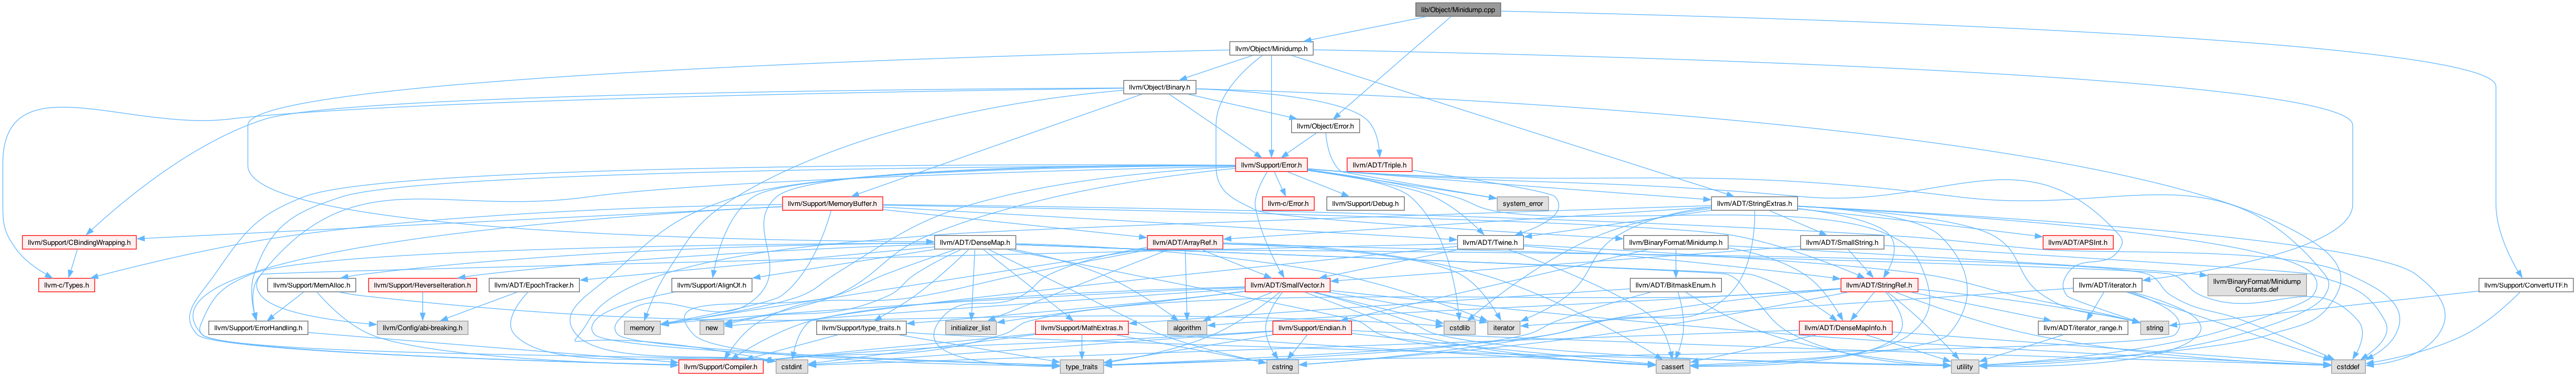 lib/Object/Minidump.cpp
llvm/Object/Minidump.h
llvm/Object/Binary.h
llvm/Object/Error.h
llvm/Support/Error.h
llvm/ADT/Triple.h
llvm/Support/MemoryBuffer.h
llvm-c/Error.h
llvm/Support/Debug.h
system_error
llvm/ADT/StringExtras.h
llvm/Support/CBindingWrapping.h
llvm/ADT/DenseMap.h
llvm/ADT/ArrayRef.h
llvm/ADT/Twine.h
llvm/BinaryFormat/Minidump.h
llvm/ADT/SmallString.h
llvm/ADT/APSInt.h
llvm-c/Types.h
llvm/Support/MemAlloc.h
llvm/Support/ReverseIteration.h
llvm/ADT/EpochTracker.h
llvm/Support/AlignOf.h
llvm/ADT/SmallVector.h
llvm/ADT/BitmaskEnum.h
llvm/ADT/StringRef.h
llvm/ADT/iterator.h
llvm/BinaryFormat/Minidump
Constants.def
llvm/Support/ConvertUTF.h
llvm/Support/ErrorHandling.h
llvm/Config/abi-breaking.h
memory
new
llvm/Support/type_traits.h
initializer_list
llvm/Support/MathExtras.h
algorithm
llvm/Support/Endian.h
cstdlib
iterator
llvm/ADT/DenseMapInfo.h
llvm/ADT/iterator_range.h
string
llvm/Support/Compiler.h
cstdint
type_traits
cstring
cassert
utility
cstddef